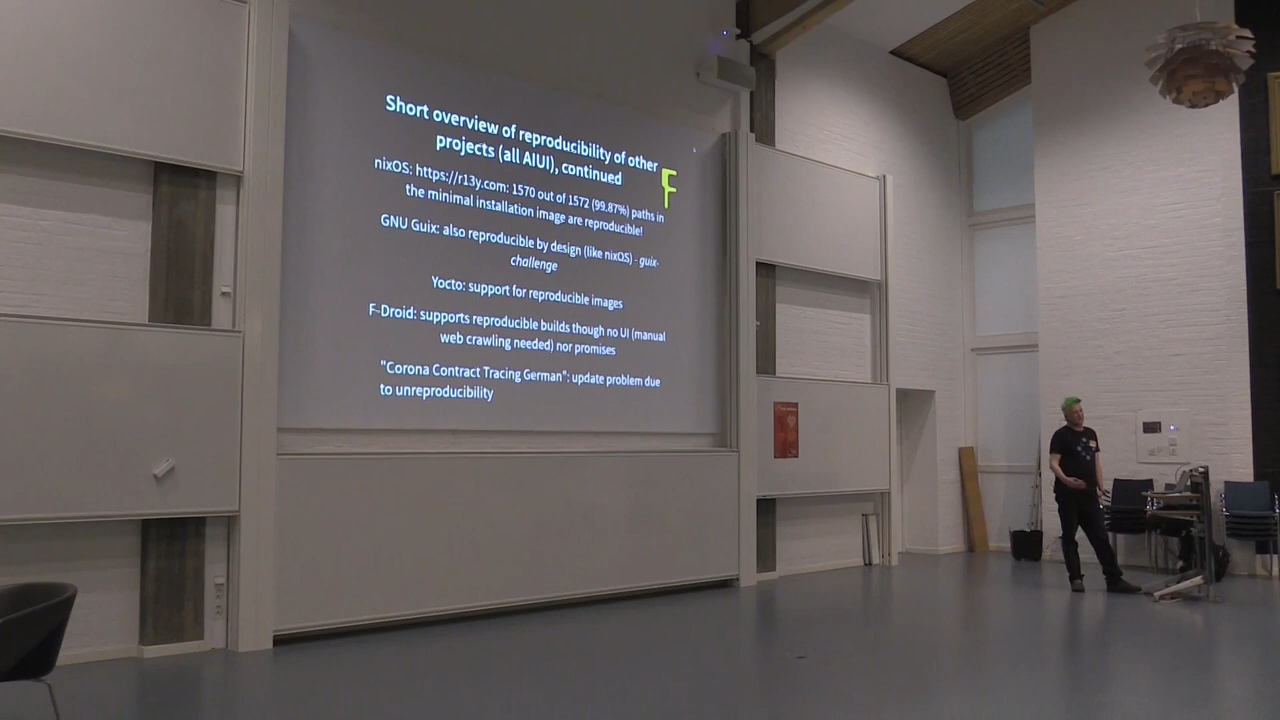 Short overview of reproducibility of other
projects (all AIUI), continued
F
nixOS: https://r13y.com: 1570 out of 1572 (99.87%) paths in
the minimal installation image are reproducible!
GNU Guix: also reproducible by design (like nixOS) - guix-
challenge
Yocto: support for reproducible images
F-Droid: supports reproducible builds though no UI (manual
web crawling needed) nor promises
"Corona Contract Tracing German": update problem due
to unreproducibility